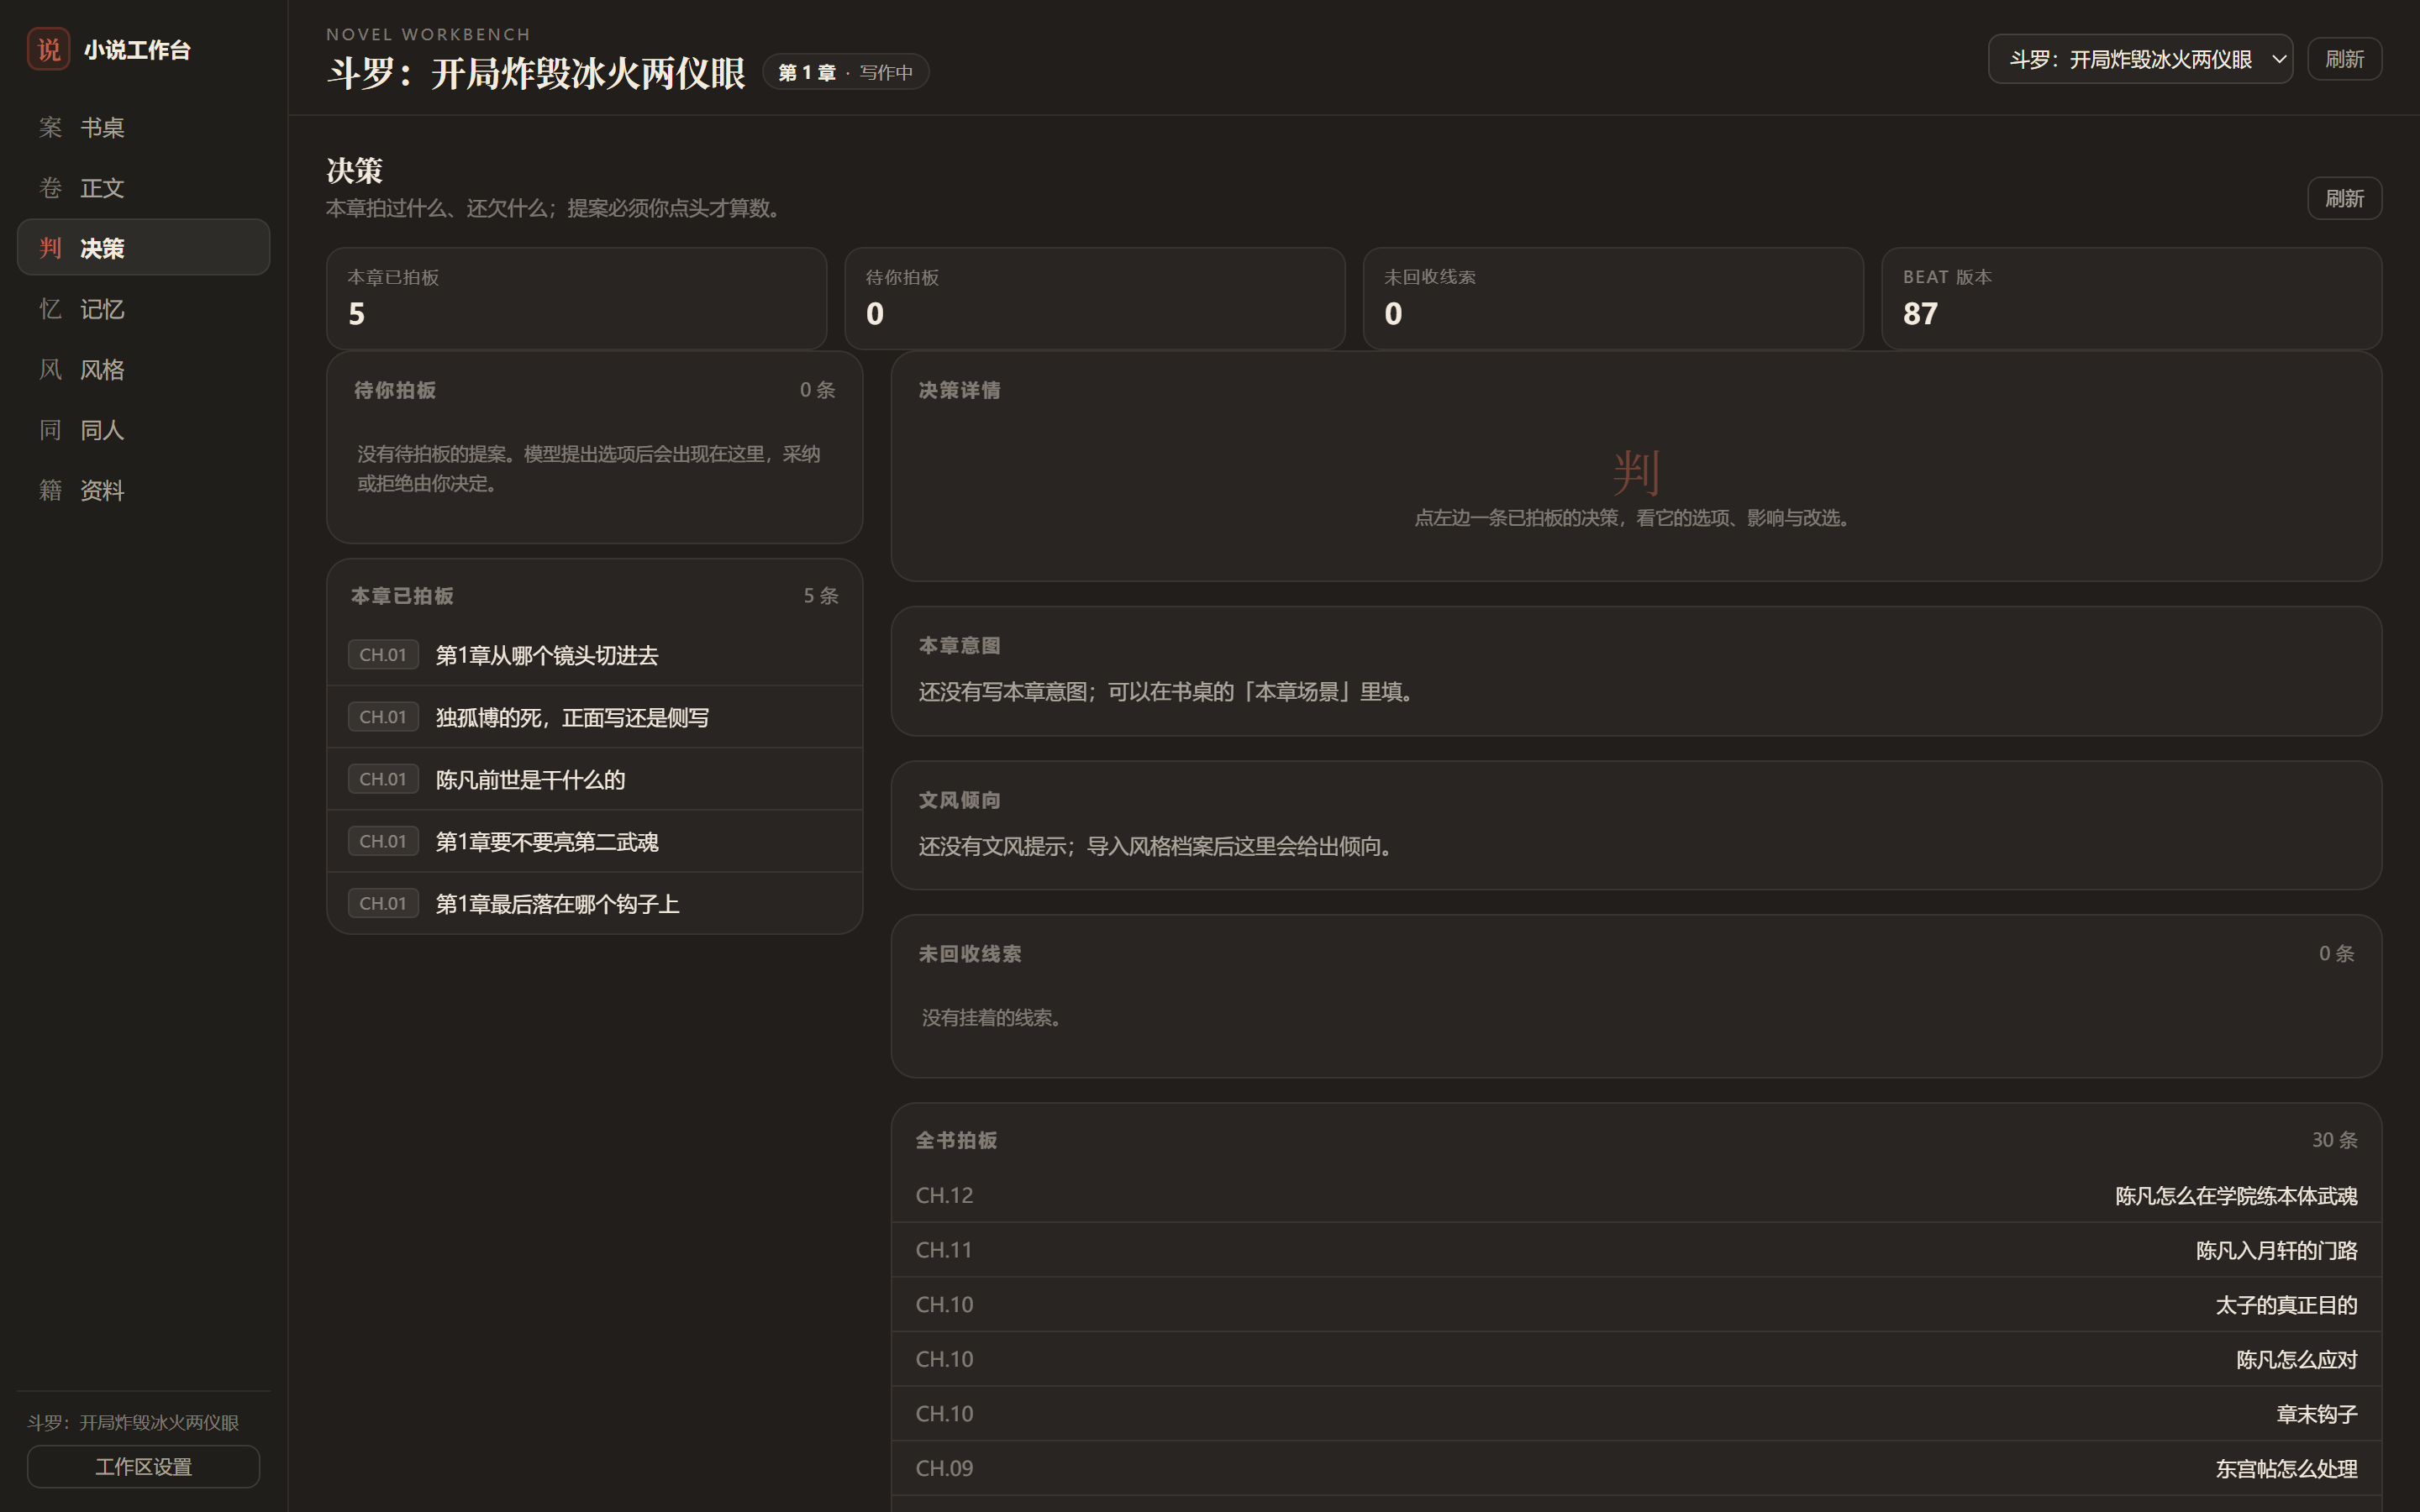 说 小说工作台
案 书桌
卷 正文
判 决策
忆 记忆
风 风格
同 同人
籍 资料
斗罗：开局炸毁冰火两仪眼
工作区设置
NOVEL WORKBENCH
斗罗：开局炸毁冰火两仪眼 第 1 章 · 写作中
斗罗：开局炸毁冰火两仪眼 刷新
决策
本章拍过什么、还欠什么；提案必须你点头才算数。
刷新
本章已拍板
5
待你拍板
0
未回收线索
0
BEAT 版本
87
待你拍板 0 条
没有待拍板的提案。模型提出选项后会出现在这里，采纳
或拒绝由你决定。
本章已拍板 5 条
CH.01 第1章从哪个镜头切进去
CH.01 独孤博的死，正面写还是侧写
CH.01 陈凡前世是干什么的
CH.01 第1章要不要亮第二武魂
CH.01 第1章最后落在哪个钩子上
决策详情
判
点左边一条已拍板的决策，看它的选项、影响与改选。
本章意图
还没有写本章意图；可以在书桌的「本章场景」里填。
文风倾向
还没有文风提示；导入风格档案后这里会给出倾向。
未回收线索 0 条
没有挂着的线索。
全书拍板 30 条
CH.12 陈凡怎么在学院练本体武魂
CH.11 陈凡入月轩的门路
CH.10 太子的真正目的
CH.10 陈凡怎么应对
CH.10 章末钩子
CH.09 东宫帖怎么处理